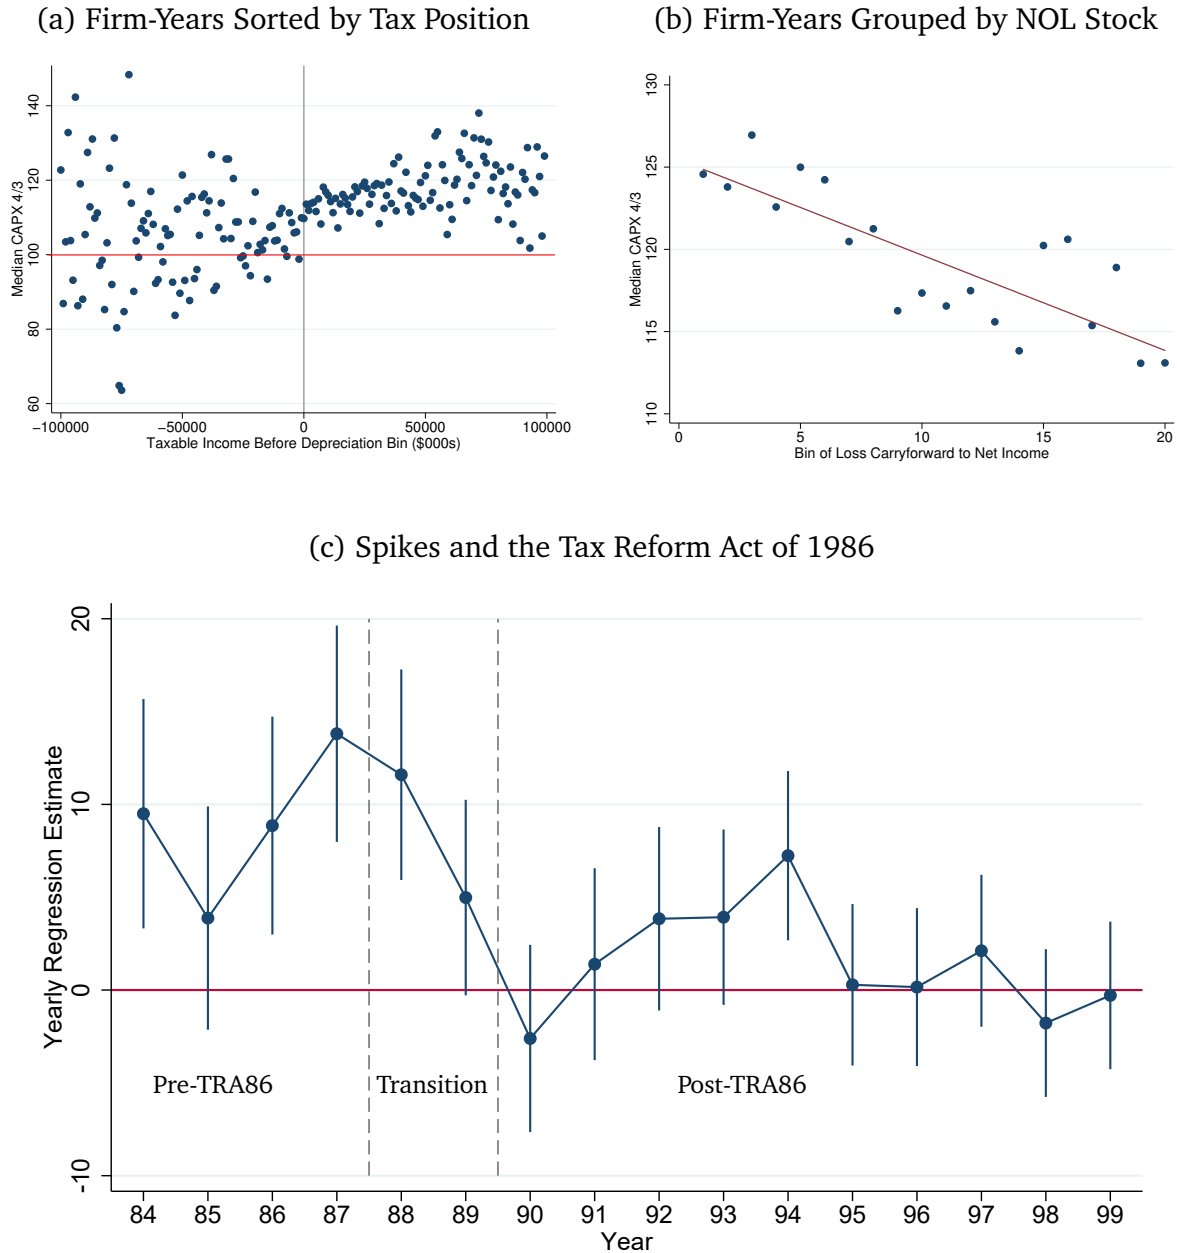 (a) Firm-Years Sorted by Tax Position
Median CAPX 4/3
140
120
100
80
60
−100000 −50000 0 50000 100000
Taxable Income Before Depreciation Bin ($000s)
(b) Firm-Years Grouped by NOL Stock
Median CAPX 4/3
130
125
120
115
110
0 5 10 15 20
Bin of Loss Carryforward to Net Income
(c) Spikes and the Tax Reform Act of 1986
Yearly Regression Estimate
20
10
0
-10
Pre-TRA86 Transition Post-TRA86
84 85 86 87 88 89 90 91 92 93 94 95 96 97 98 99
Year